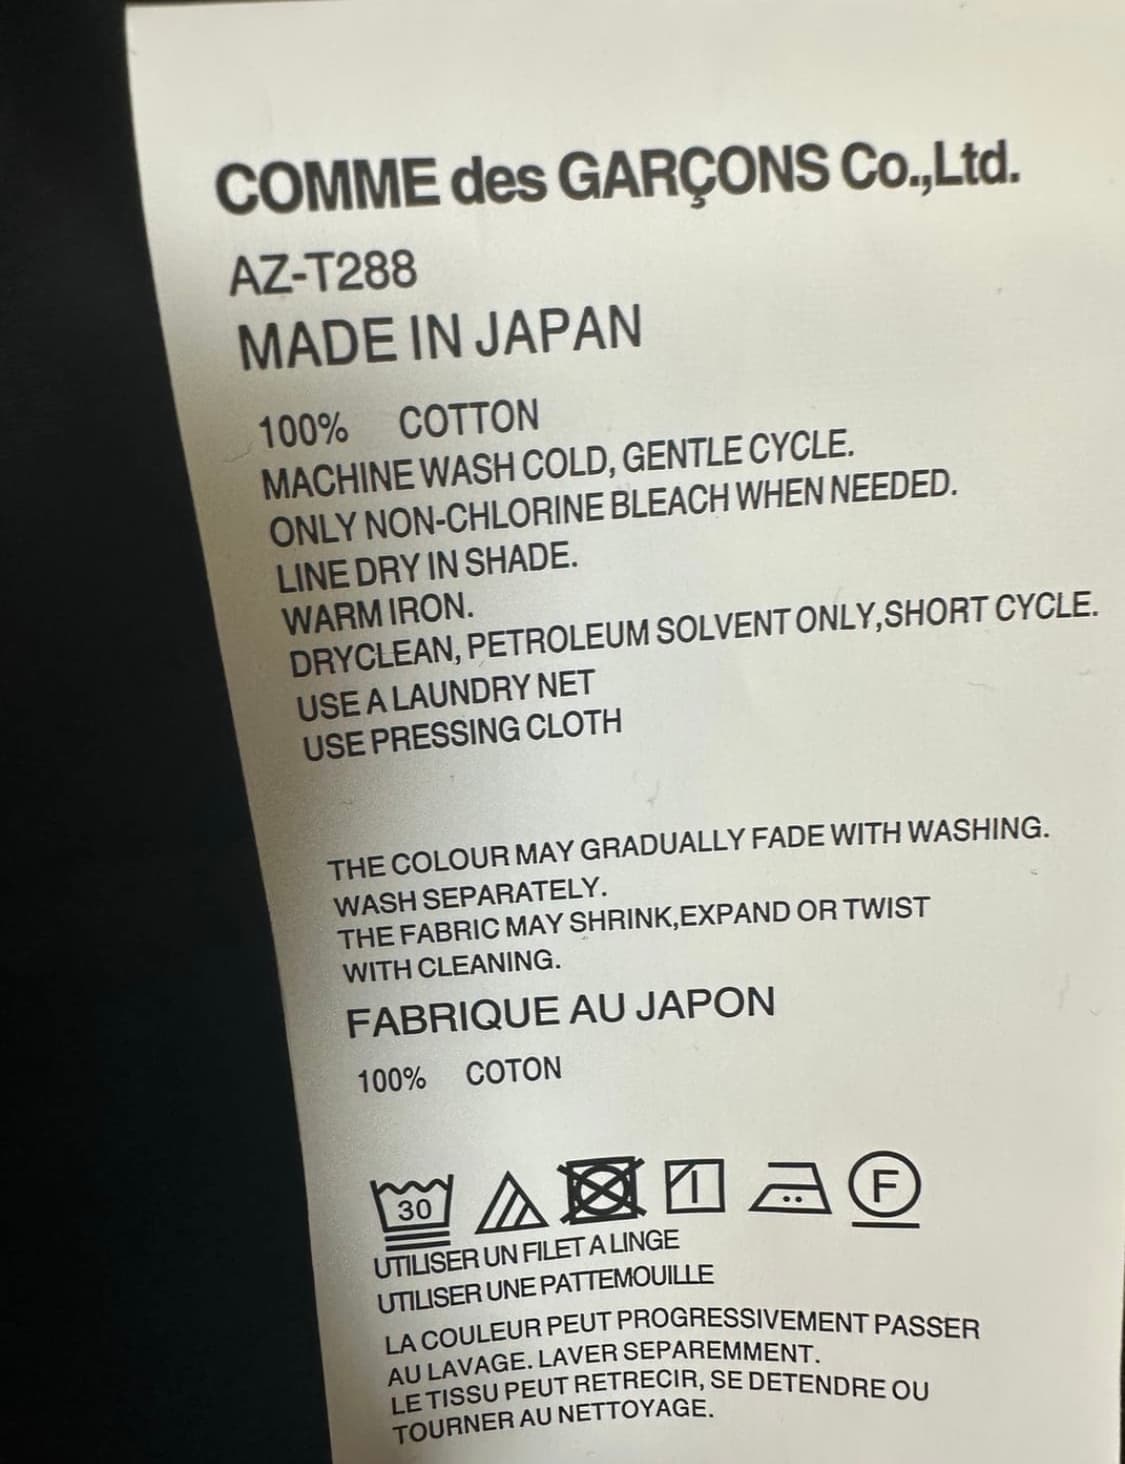 COMME des GARÇONS Co.,Ltd.
AZ-T288
MADE IN JAPAN
100% COTTON
MACHINE WASH COLD, GENTLE CYCLE.
ONLY NON-CHLORINE BLEACH WHEN NEEDED.
LINE DRY IN SHADE.
WARM IRON.
DRYCLEAN, PETROLEUM SOLVENT ONLY,SHORT CYCLE.
USE A LAUNDRY NET
USE PRESSING CLOTH
THE COLOUR MAY GRADUALLY FADE WITH WASHING.
WASH SEPARATELY.
THE FABRIC MAY SHRINK,EXPAND OR TWIST
WITH CLEANING.
FABRIQUE AU JAPON
100% COTON
30 F
UTILISER UN FILET A LINGE
UTILISER UNE PATTEMOUILLE
LA COULEUR PEUT PROGRESSIVEMENT PASSER
AU LAVAGE. LAVER SEPAREMMENT.
LE TISSU PEUT RETRECIR, SE DETENDRE OU
TOURNER AU NETTOYAGE.